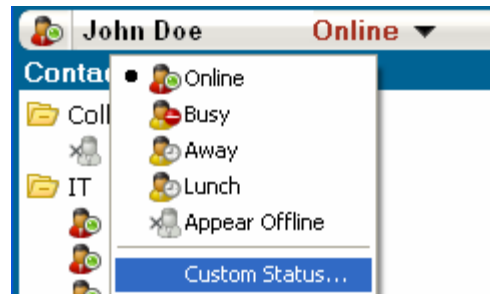 John Doe Online
Conta
Online
Coll
Busy
Away
IT
Lunch
Appear Offline
Custom Status...